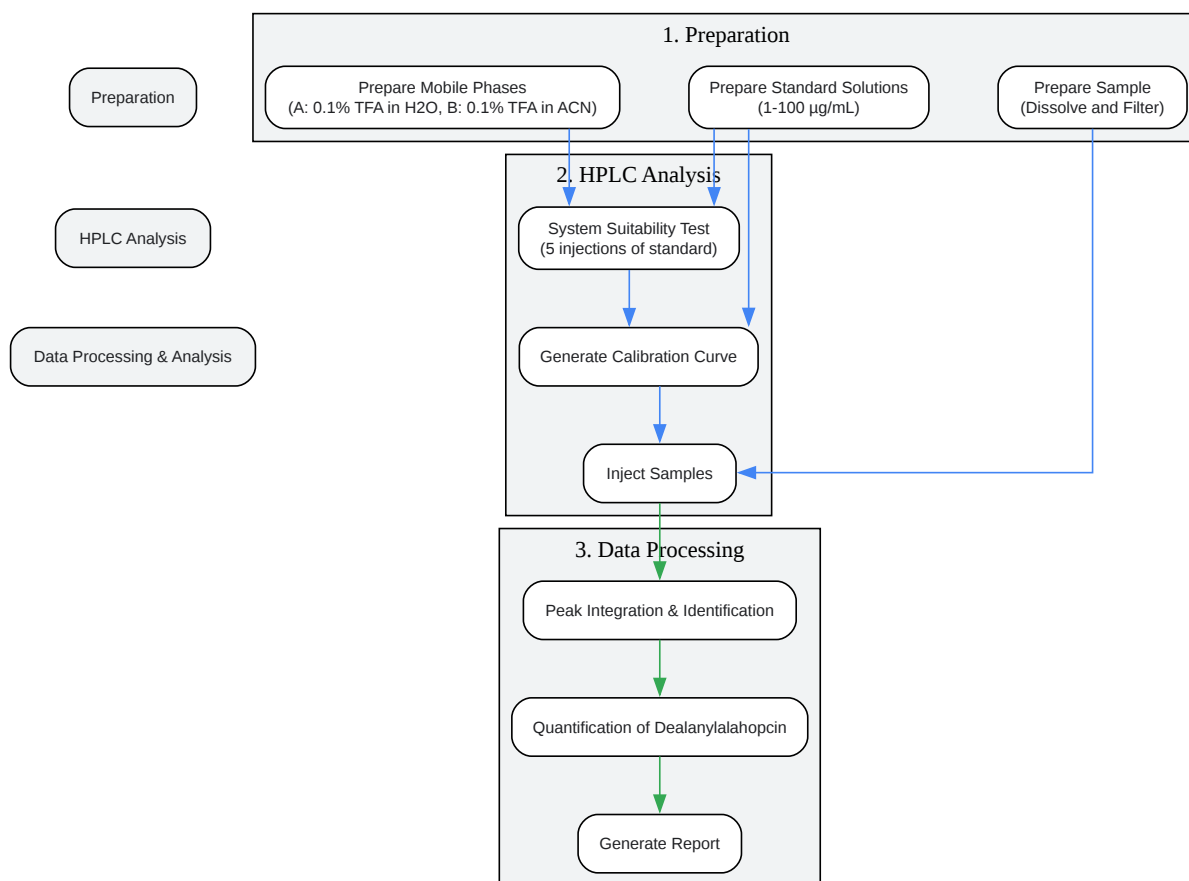 1. Preparation
Preparation
Prepare Mobile Phases
(A: 0.1% TFA in H2O, B: 0.1% TFA in ACN)
Prepare Standard Solutions
(1-100 µg/mL)
Prepare Sample
(Dissolve and Filter)
2. HPLC Analysis
HPLC Analysis
System Suitability Test
(5 injections of standard)
Data Processing & Analysis
Generate Calibration Curve
Inject Samples
3. Data Processing
Peak Integration & Identification
Quantification of Dealanylalahopcin
Generate Report